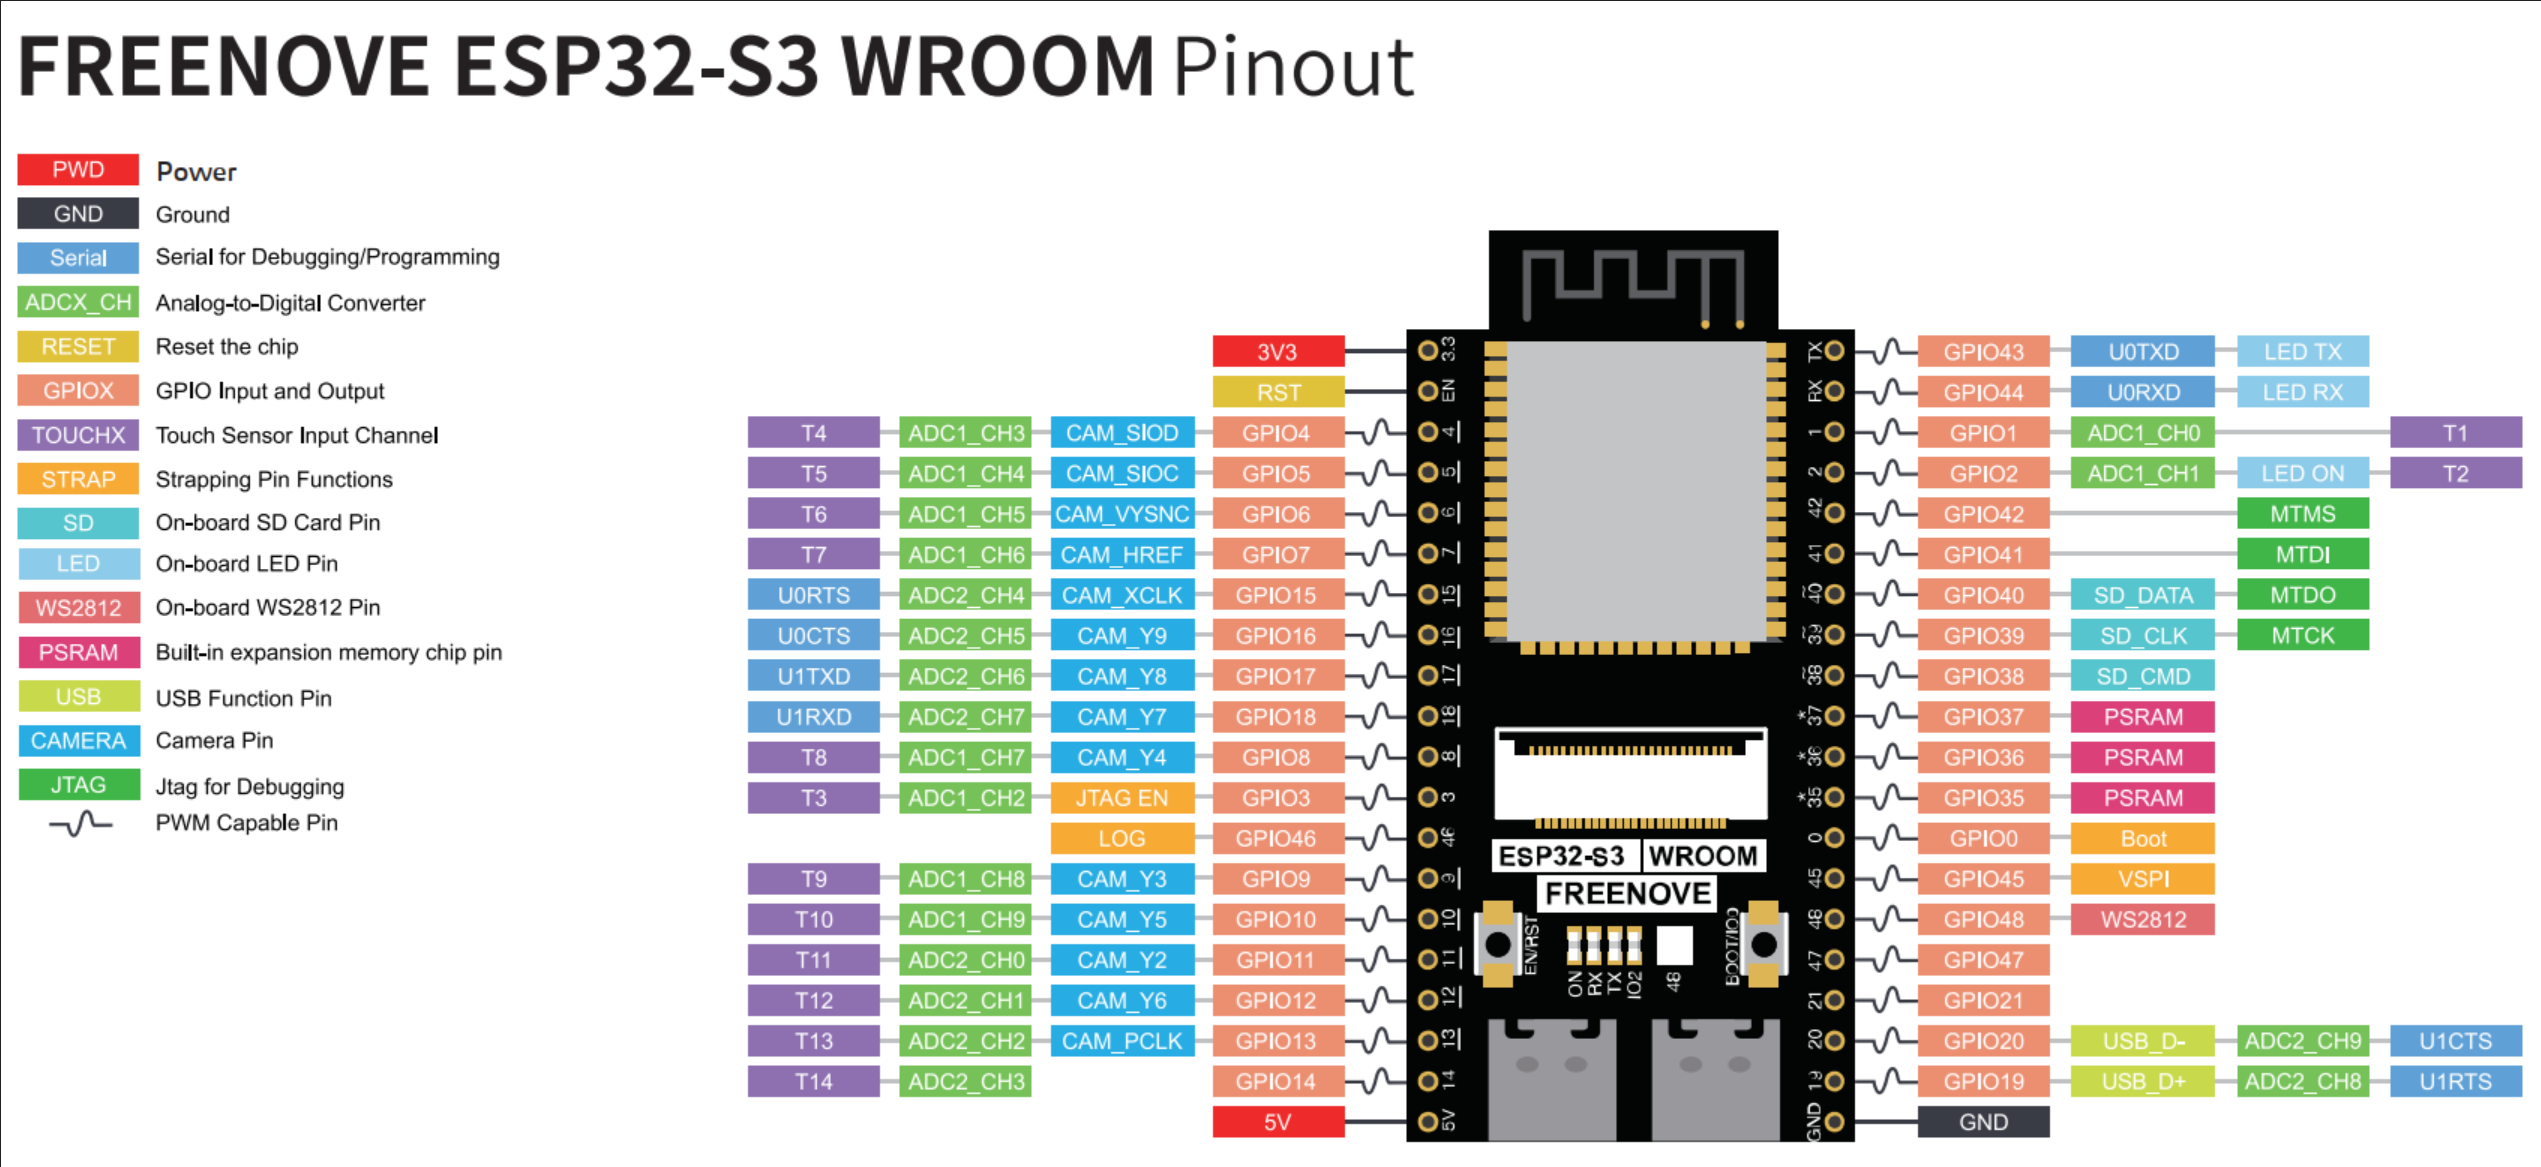 FREENOVE ESP32-S3 WROOM Pinout
PWD Power
GND Ground
Serial Serial for Debugging/Programming
ADCX_CH Analog-to-Digital Converter
RESET Reset the chip
GPIOX GPIO Input and Output
TOUCHX Touch Sensor Input Channel
STRAP Strapping Pin Functions
SD On-board SD Card Pin
LED On-board LED Pin
WS2812 On-board WS2812 Pin
PSRAM Built-in expansion memory chip pin
USB USB Function Pin
CAMERA Camera Pin
JTAG Jtag for Debugging
PWM Capable Pin
3V3 3.3 TX GPIO43 U0TXD LED TX
RST EN RX GPIO44 U0RXD LED RX
T4 ADC1_CH3 CAM_SIOD GPIO4 4 1 GPIO1 ADC1_CH0 T1
T5 ADC1_CH4 CAM_SIOC GPIO5 5 2 GPIO2 ADC1_CH1 LED ON T2
T6 ADC1_CH5 CAM_VYSNC GPIO6 6 42 GPIO42 MTMS
T7 ADC1_CH6 CAM_HREF GPIO7 7 41 GPIO41 MTDI
U0RTS ADC2_CH4 CAM_XCLK GPIO15 15 ~40 GPIO40 SD_DATA MTDO
U0CTS ADC2_CH5 CAM_Y9 GPIO16 16 ~39 GPIO39 SD_CLK MTCK
U1TXD ADC2_CH6 CAM_Y8 GPIO17 17 ~38 GPIO38 SD_CMD
U1RXD ADC2_CH7 CAM_Y7 GPIO18 18 *37 GPIO37 PSRAM
T8 ADC1_CH7 CAM_Y4 GPIO8 8 *36 GPIO36 PSRAM
T3 ADC1_CH2 JTAG EN GPIO3 3 *35 GPIO35 PSRAM
LOG GPIO46 46 0 GPIO0 Boot
ESP32-S3 WROOM
T9 ADC1_CH8 CAM_Y3 GPIO9 9 45 GPIO45 VSPI
FREENOVE
T10 ADC1_CH9 CAM_Y5 GPIO10 10 48 GPIO48 WS2812
EN/RST ON RX TX IO2 48 BOOT/IO0
T11 ADC2_CH0 CAM_Y2 GPIO11 11 47 GPIO47
T12 ADC2_CH1 CAM_Y6 GPIO12 12 21 GPIO21
T13 ADC2_CH2 CAM_PCLK GPIO13 13 20 GPIO20 USB_D- ADC2_CH9 U1CTS
T14 ADC2_CH3 GPIO14 14 19 GPIO19 USB_D+ ADC2_CH8 U1RTS
5V 5V GND GND